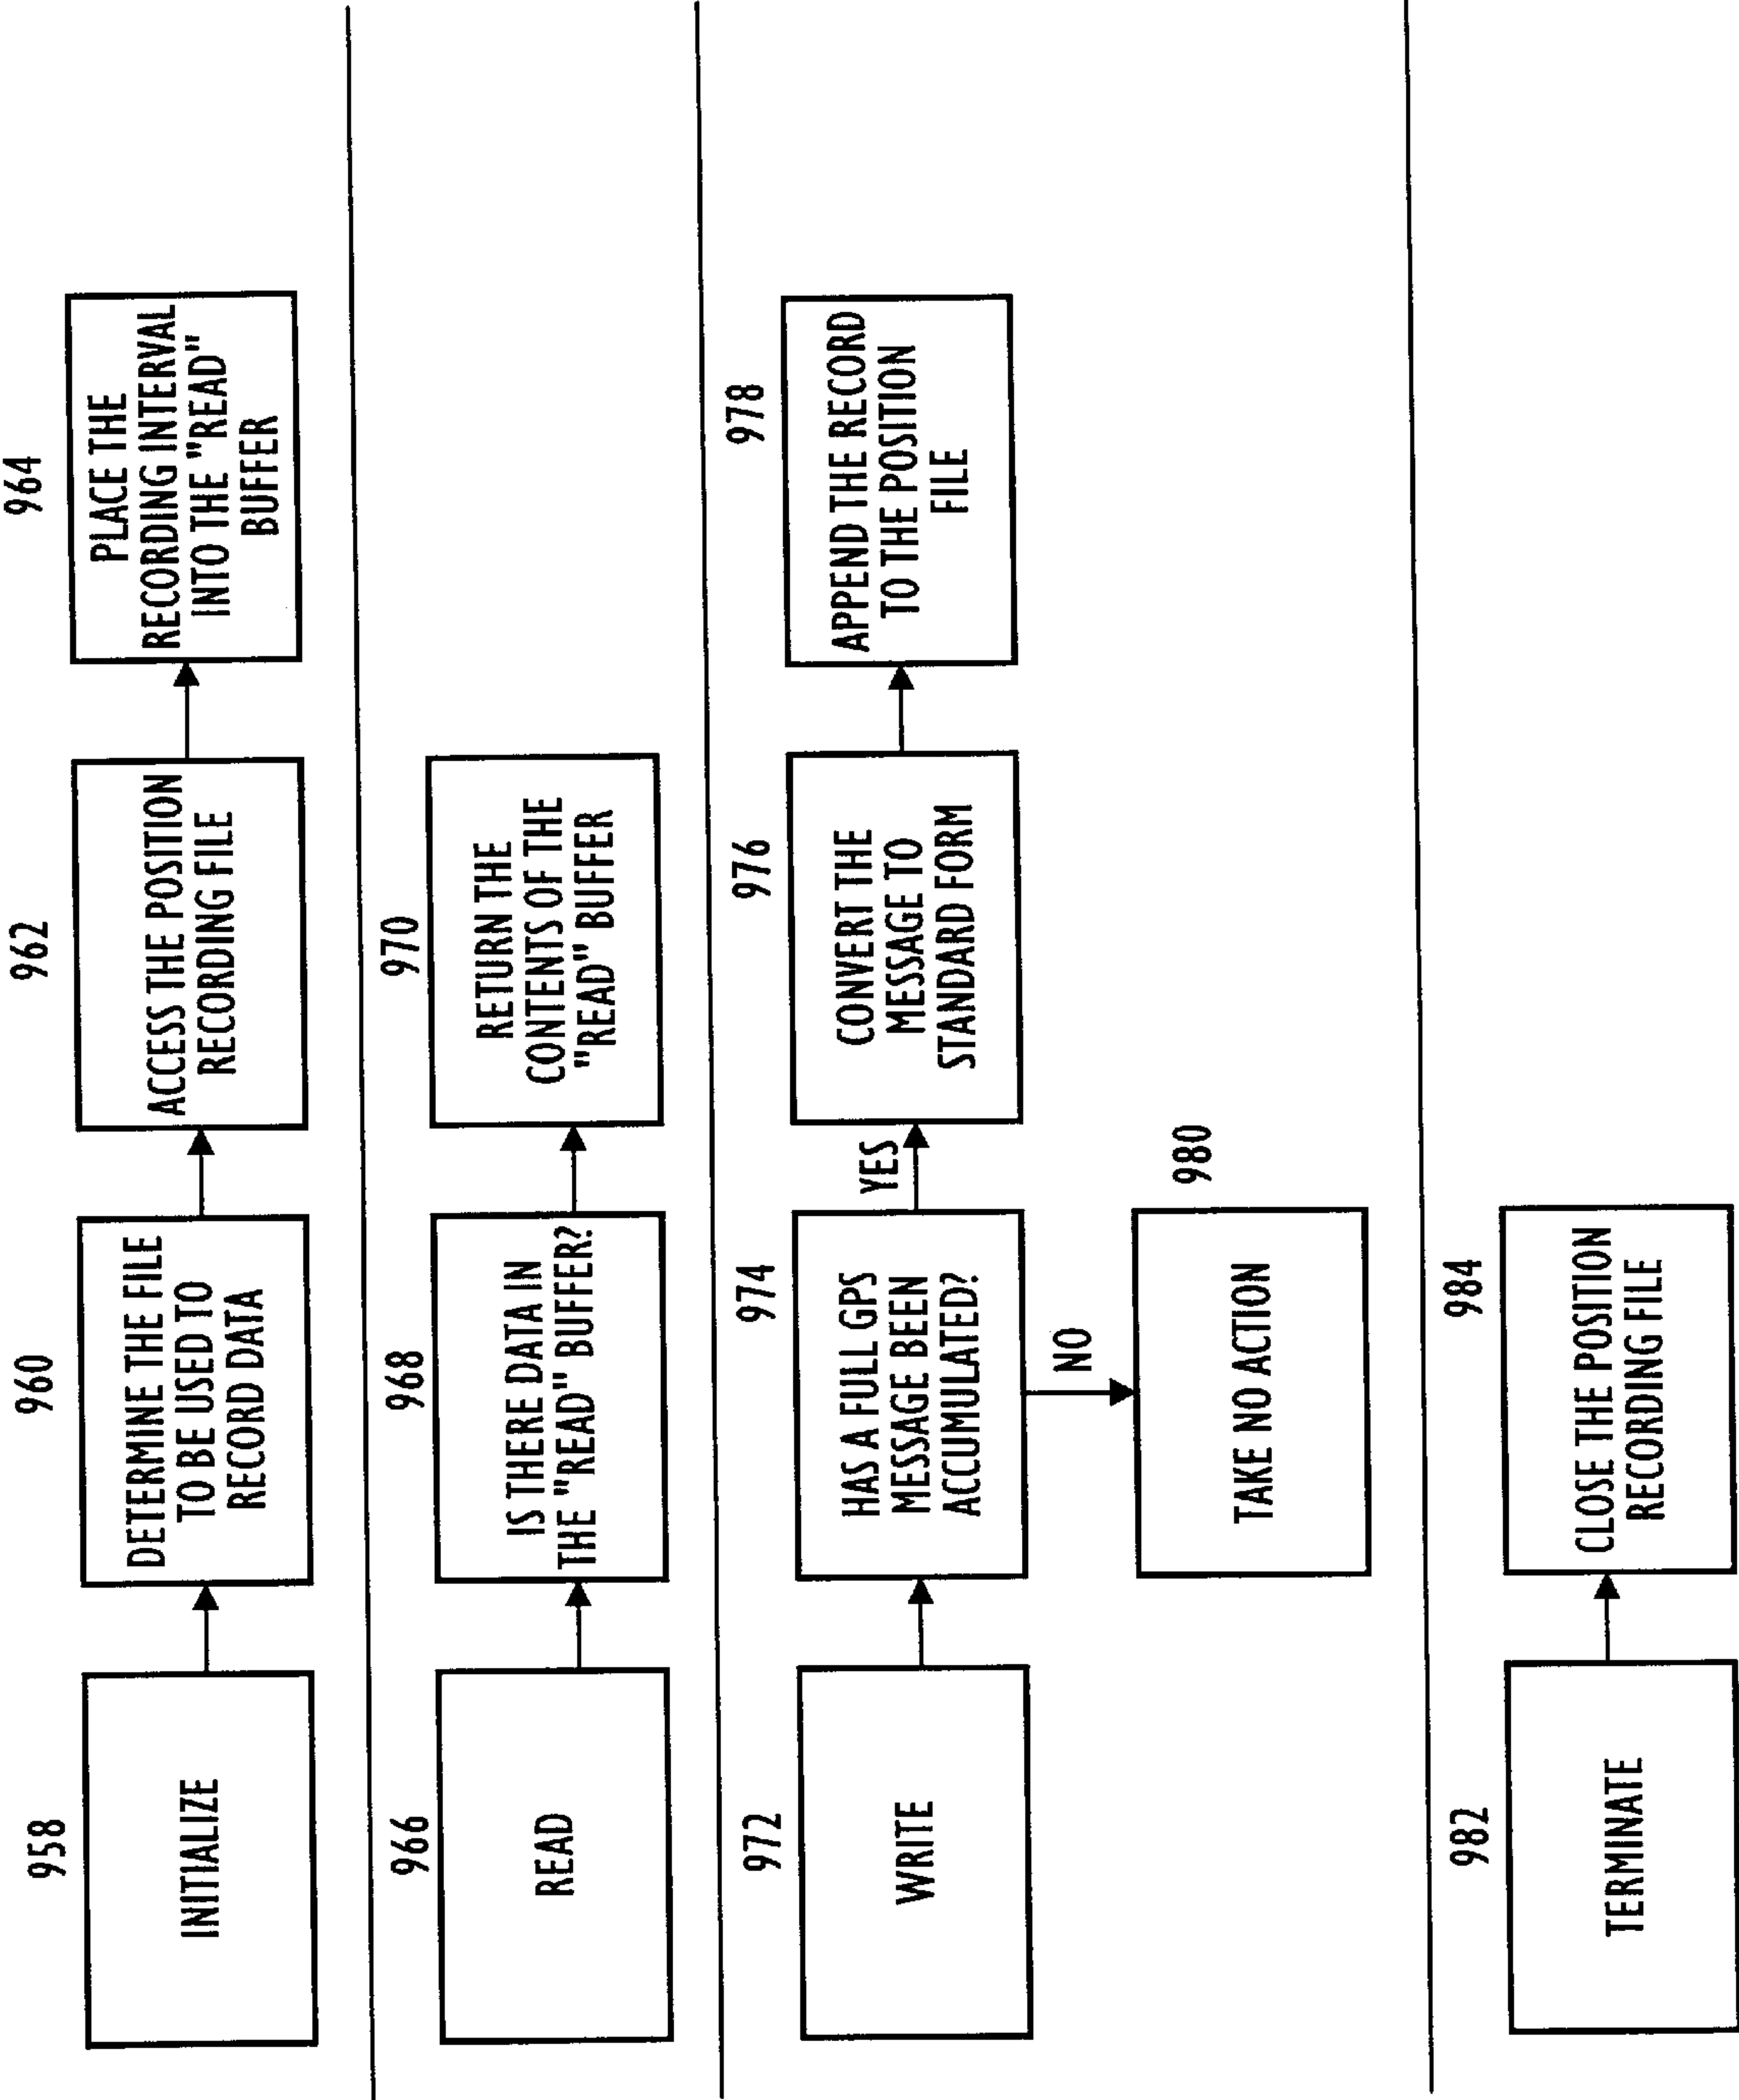 958
INITIALIZE
960
DETERMINE THE FILE
TO BE USED TO
RECORD DATA
962
ACCESS THE POSITION
RECORDING FILE
964
PLACE THE
RECORDING INTERVAL
INTO THE "READ"
BUFFER
966
READ
968
IS THERE DATA IN
THE "READ" BUFFER?
970
RETURN THE
CONTENTS OF THE
"READ" BUFFER
972
WRITE
974
HAS A FULL GPS
MESSAGE BEEN
ACCUMULATED?
YES
976
CONVERT THE
MESSAGE TO
STANDARD FORM
978
APPEND THE RECORD
TO THE POSITION
FILE
NO
980
TAKE NO ACTION
982
TERMINATE
984
CLOSE THE POSITION
RECORDING FILE